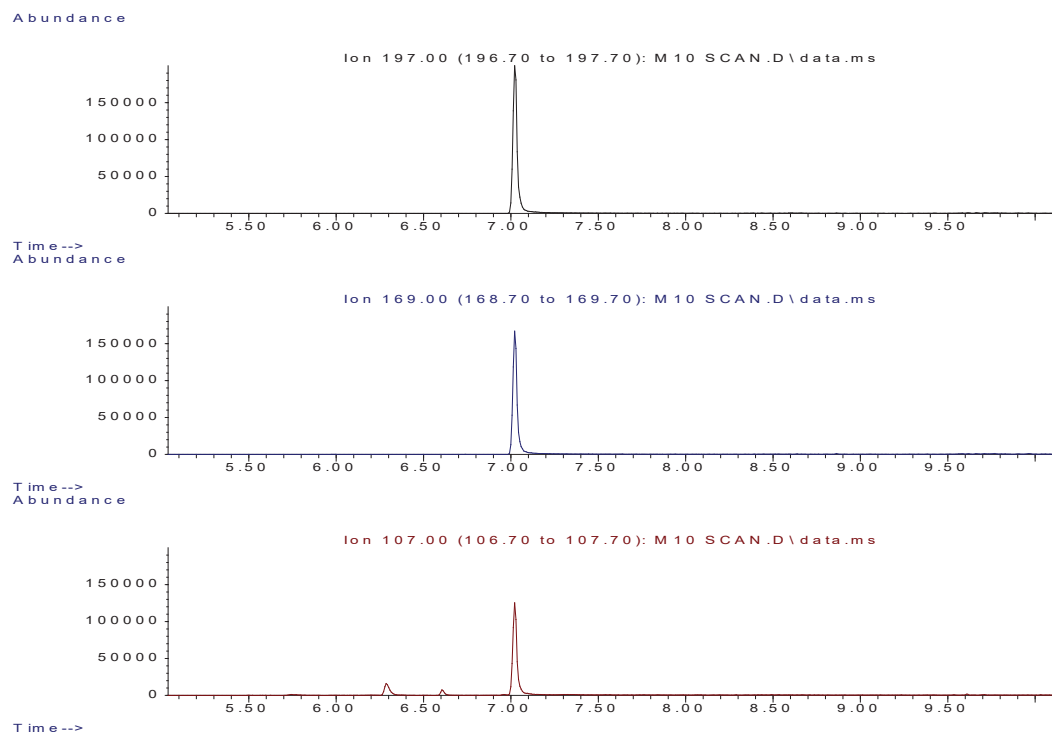 Abundance
Ion 197.00 (196.70 to 197.70): M10 SCAN.D\data.ms
150000
100000
50000
0
5.50 6.00 6.50 7.00 7.50 8.00 8.50 9.00 9.50
Time-->
Abundance
Ion 169.00 (168.70 to 169.70): M10 SCAN.D\data.ms
150000
100000
50000
0
5.50 6.00 6.50 7.00 7.50 8.00 8.50 9.00 9.50
Time-->
Abundance
Ion 107.00 (106.70 to 107.70): M10 SCAN.D\data.ms
150000
100000
50000
0
5.50 6.00 6.50 7.00 7.50 8.00 8.50 9.00 9.50
Time-->